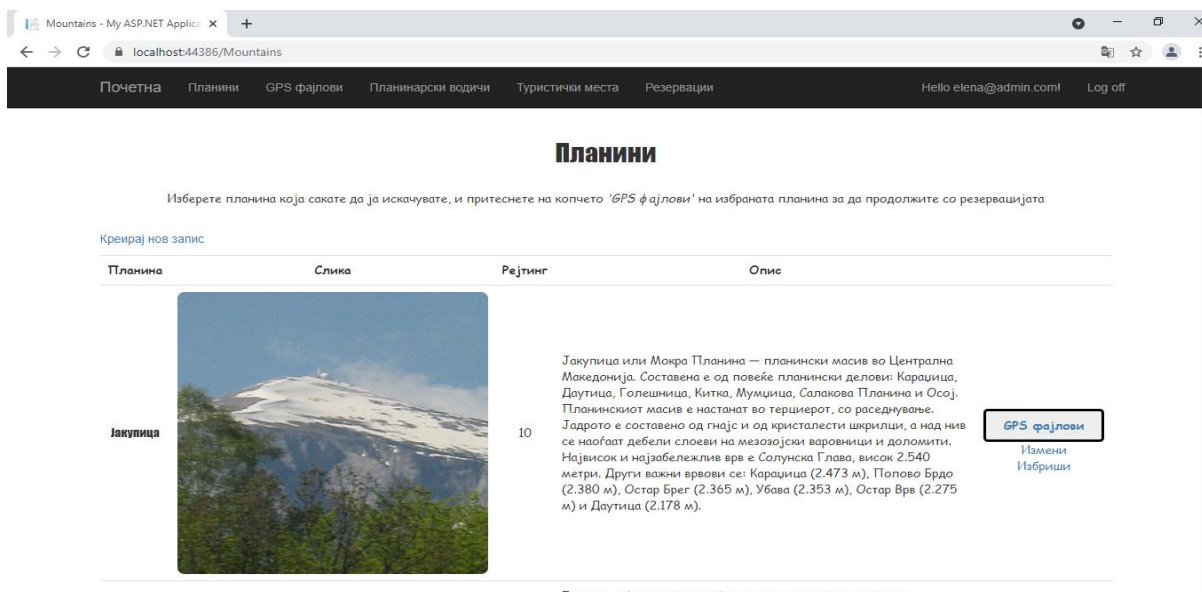 Mountains - My ASP.NET Applica
localhost:44386/Mountains
Почетна Планини GPS фајлови Планинарски водичи Туристички места Резервации Hello elena@admin.com! Log off
Планини
Изберете планина која сакате да ја искачувате, и притеснете на копчето 'GPS фајлови' на избраната планина за да продолжите со резервацијата
Креирај нов запис
Планина Слика Рејтинг Опис
Јакупица
10
Јакупица или Мокра Планина — планински масив во Централна
Македонија. Составена е од повеќе планински делови: Караџица,
Даутица, Голешница, Китка, Мумџица, Салакова Планина и Осој.
Планинскиот масив е настанат во терциерот, со раседнување.
Јадрото е составено од гнајс и од кристалести шкрилци, а над нив
се наоѓаат дебели слоеви на мезозојски варовници и доломити.
Највисок и најзабележлив врв е Солунска Глава, висок 2.540
метри. Други важни врвови се: Караџица (2.473 м), Попово Брдо
(2.380 м), Остар Брег (2.365 м), Убава (2.353 м), Остар Врв (2.275
м) и Даутица (2.178 м).
GPS фајлови
Измени
Избриши